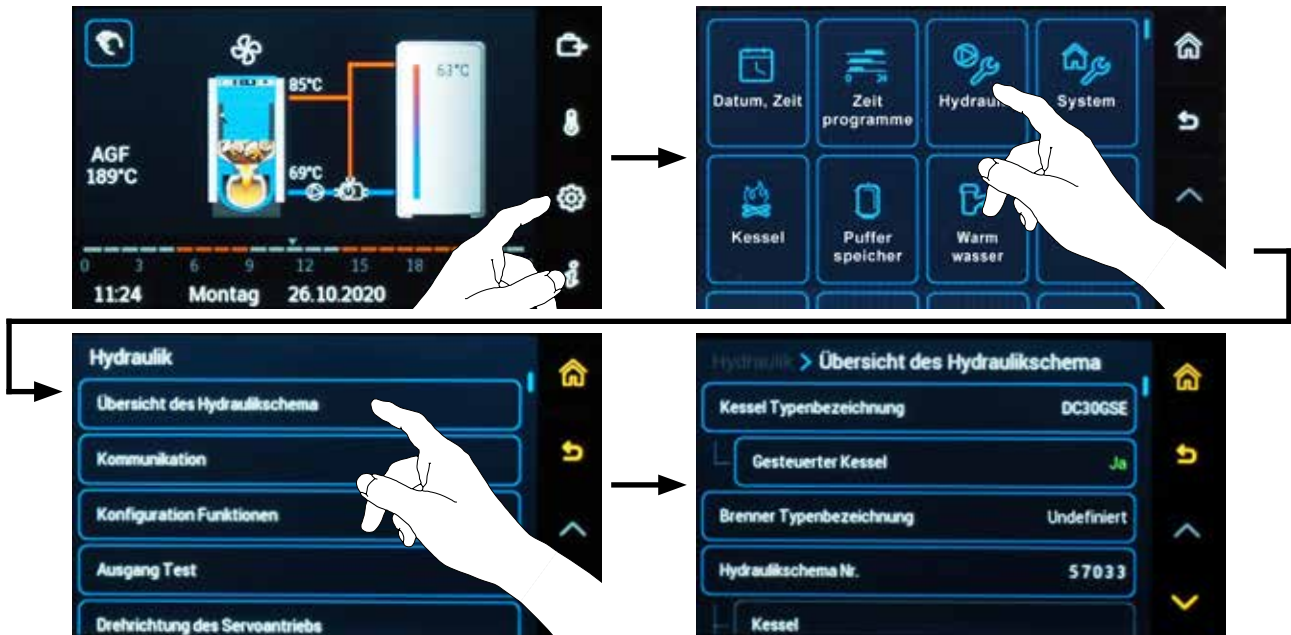 85°C
63°C
AGF
189°C
69°C
0 3 6 9 12 15 18
11:24 Montag 26.10.2020
Datum, Zeit
Zeit
programme
0 24
System
Kessel
Puffer
speicher
Warm
wasser
Hydraulik
Übersicht des Hydraulikschema
Kommunikation
Konfiguration Funktionen
Ausgang Test
Drehrichtung des Servoantriebs
Hydraulik > Übersicht des Hydraulikschema
Kessel Typenbezeichnung DC30GSE
Gesteuerter Kessel Ja
Brenner Typenbezeichnung Undefiniert
Hydraulikschema Nr. 57033
Kessel